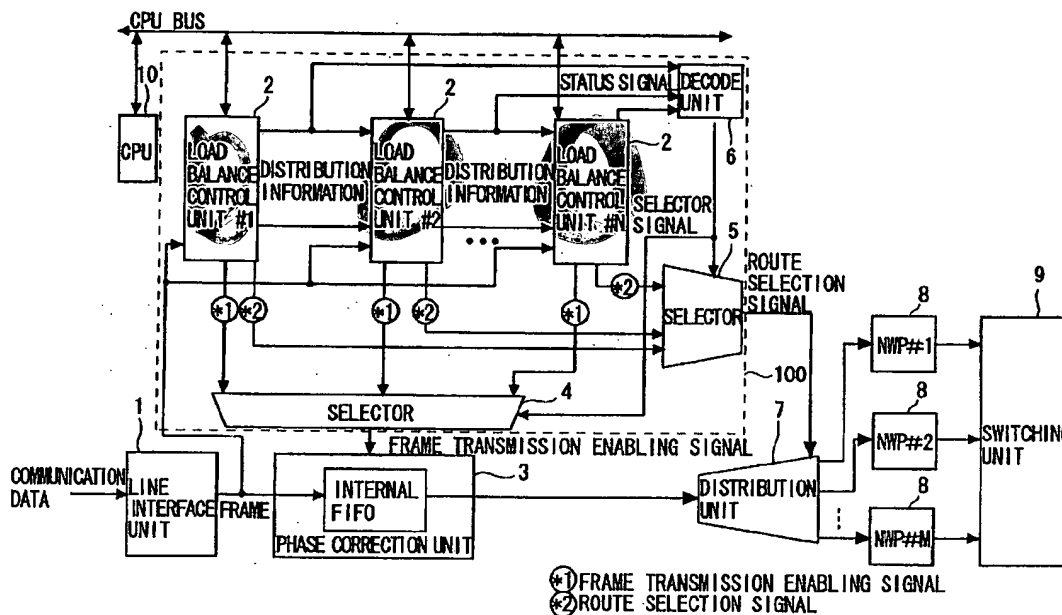 CPU BUS
10
CPU
2
LOAD
BALANCE
CONTROL
UNIT #1
DISTRIBUTION
INFORMATION
2
LOAD
BALANCE
CONTROL
UNIT #2
DISTRIBUTION
INFORMATION
2
LOAD
BALANCE
CONTROL
UNIT #N
STATUS SIGNAL
DECODE
UNIT
6
SELECTOR
SIGNAL
*1
*2
*1
*2
*1
*2
5
SELECTOR
ROUTE
SELECTION
SIGNAL
100
SELECTOR
4
FRAME TRANSMISSION ENABLING SIGNAL
COMMUNICATION
DATA
1
LINE
INTERFACE
UNIT
FRAME
3
INTERNAL
FIFO
PHASE CORRECTION UNIT
7
DISTRIBUTION
UNIT
8
NWP#1
8
NWP#2
8
NWP#M
9
SWITCHING
UNIT
*1 FRAME TRANSMISSION ENABLING SIGNAL
*2 ROUTE SELECTION SIGNAL